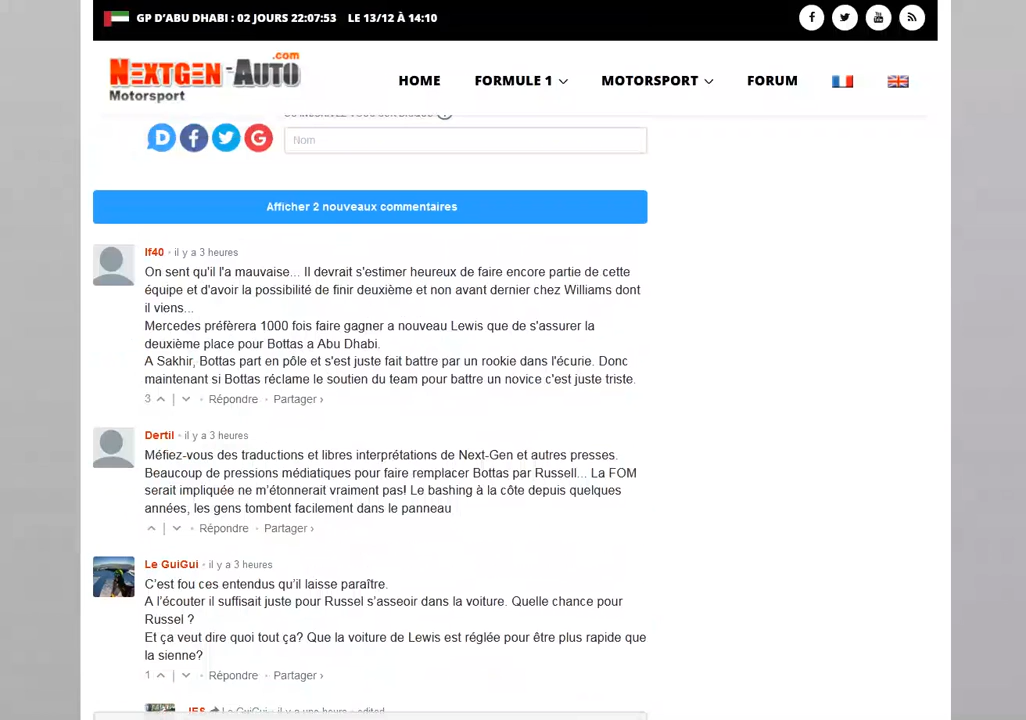 GP D'ABU DHABI : 02 JOURS 22:07:53 LE 13/12 À 14:10
NEXTGEN-AUTO.com
Motorsport
HOME FORMULE 1 MOTORSPORT FORUM
Nom
Afficher 2 nouveaux commentaires
lf40 · il y a 3 heures
On sent qu'il l'a mauvaise... Il devrait s'estimer heureux de faire encore partie de cette
équipe et d'avoir la possibilité de finir deuxième et non avant dernier chez Williams dont
il viens...
Mercedes préfèrera 1000 fois faire gagner a nouveau Lewis que de s'assurer la
deuxième place pour Bottas a Abu Dhabi.
A Sakhir, Bottas part en pôle et s'est juste fait battre par un rookie dans l'écurie. Donc
maintenant si Bottas réclame le soutien du team pour battre un novice c'est juste triste.
3 | • Répondre • Partager ›
Dertil · il y a 3 heures
Méfiez-vous des traductions et libres interprétations de Next-Gen et autres presses.
Beaucoup de pressions médiatiques pour faire remplacer Bottas par Russell... La FOM
serait impliquée ne m'étonnerait vraiment pas! Le bashing à la côte depuis quelques
années, les gens tombent facilement dans le panneau
| • Répondre • Partager ›
Le GuiGui · il y a 3 heures
C'est fou ces entendus qu'il laisse paraître.
A l'écouter il suffisait juste pour Russel s'asseoir dans la voiture. Quelle chance pour
Russel ?
Et ça veut dire quoi tout ça? Que la voiture de Lewis est réglée pour être plus rapide que
la sienne?
1 | • Répondre • Partager ›
Le GuiGui · il y a une heure · edited